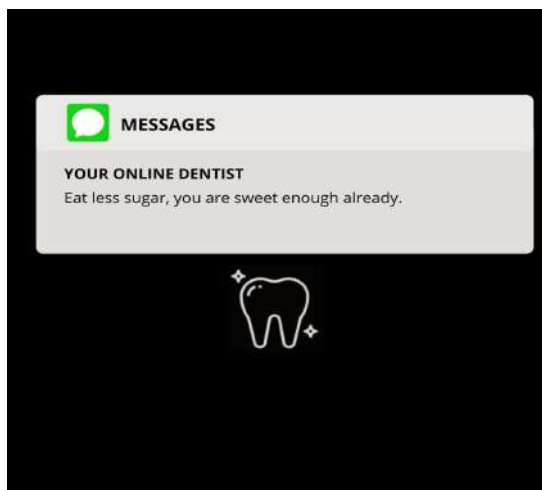 MESSAGES
YOUR ONLINE DENTIST
Eat less sugar, you are sweet enough already.